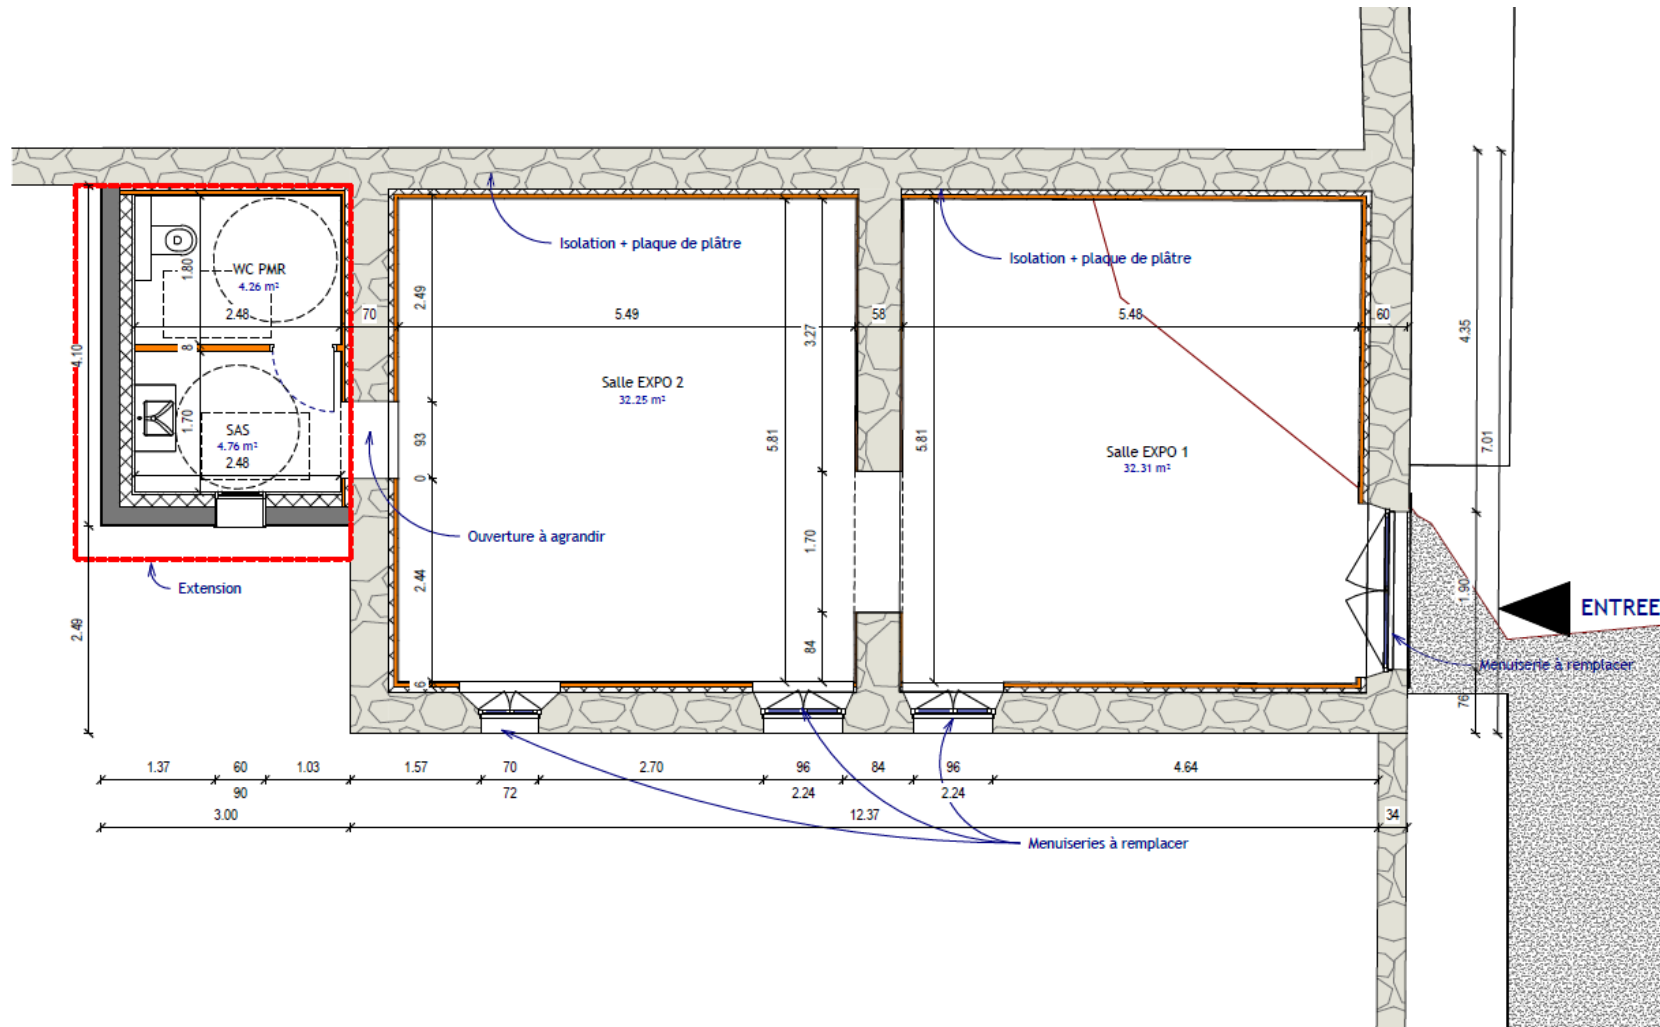 Isolation + plaque de plâtre
Isolation + plaque de plâtre
WC PMR
4.26 m²
1.80
2.48
70
2.49
5.49
58
3.27
5.48
60
4.35
4.10
8
Salle EXPO 2
32.25 m²
SAS
4.76 m²
2.48
1.70
93
0
5.81
5.81
Salle EXPO 1
32.31 m²
7.01
Ouverture à agrandir
1.70
Extension
2.44
2.49
1.90
ENTREE
84
Menuiserie à remplacer
6
76
1.37
60
1.03
1.57
70
2.70
96
84
96
4.64
90
72
2.24
2.24
3.00
12.37
34
Menuiseries à remplacer